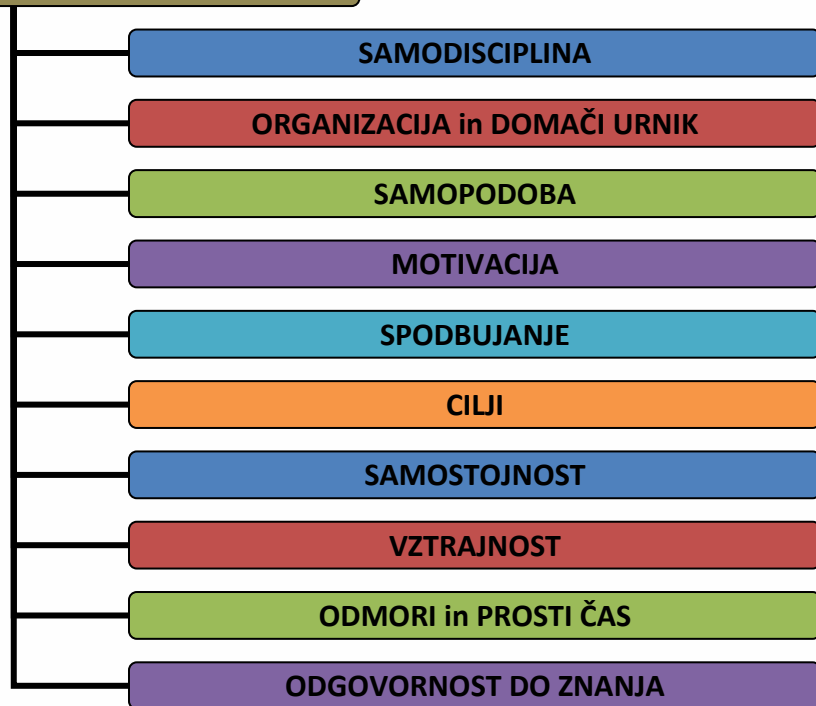 SAMODISCIPLINA
ORGANIZACIJA in DOMAČI URNIK
SAMOPODOBA
MOTIVACIJA
SPODBUJANJE
CILJI
SAMOSTOJNOST
VZTRAJNOST
ODMORI in PROSTI ČAS
ODGOVORNOST DO ZNANJA